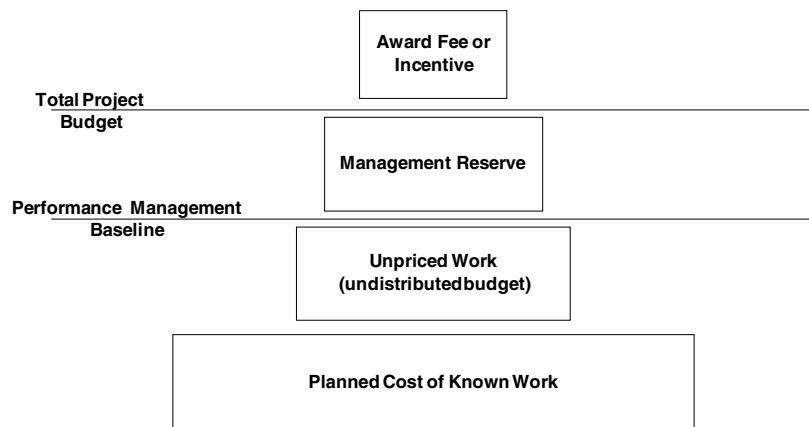 Award Fee or
Incentive
Total Project
Budget
Management Reserve
Performance Management
Baseline
Unpriced Work
(undistributedbudget)
Planned Cost of Known Work